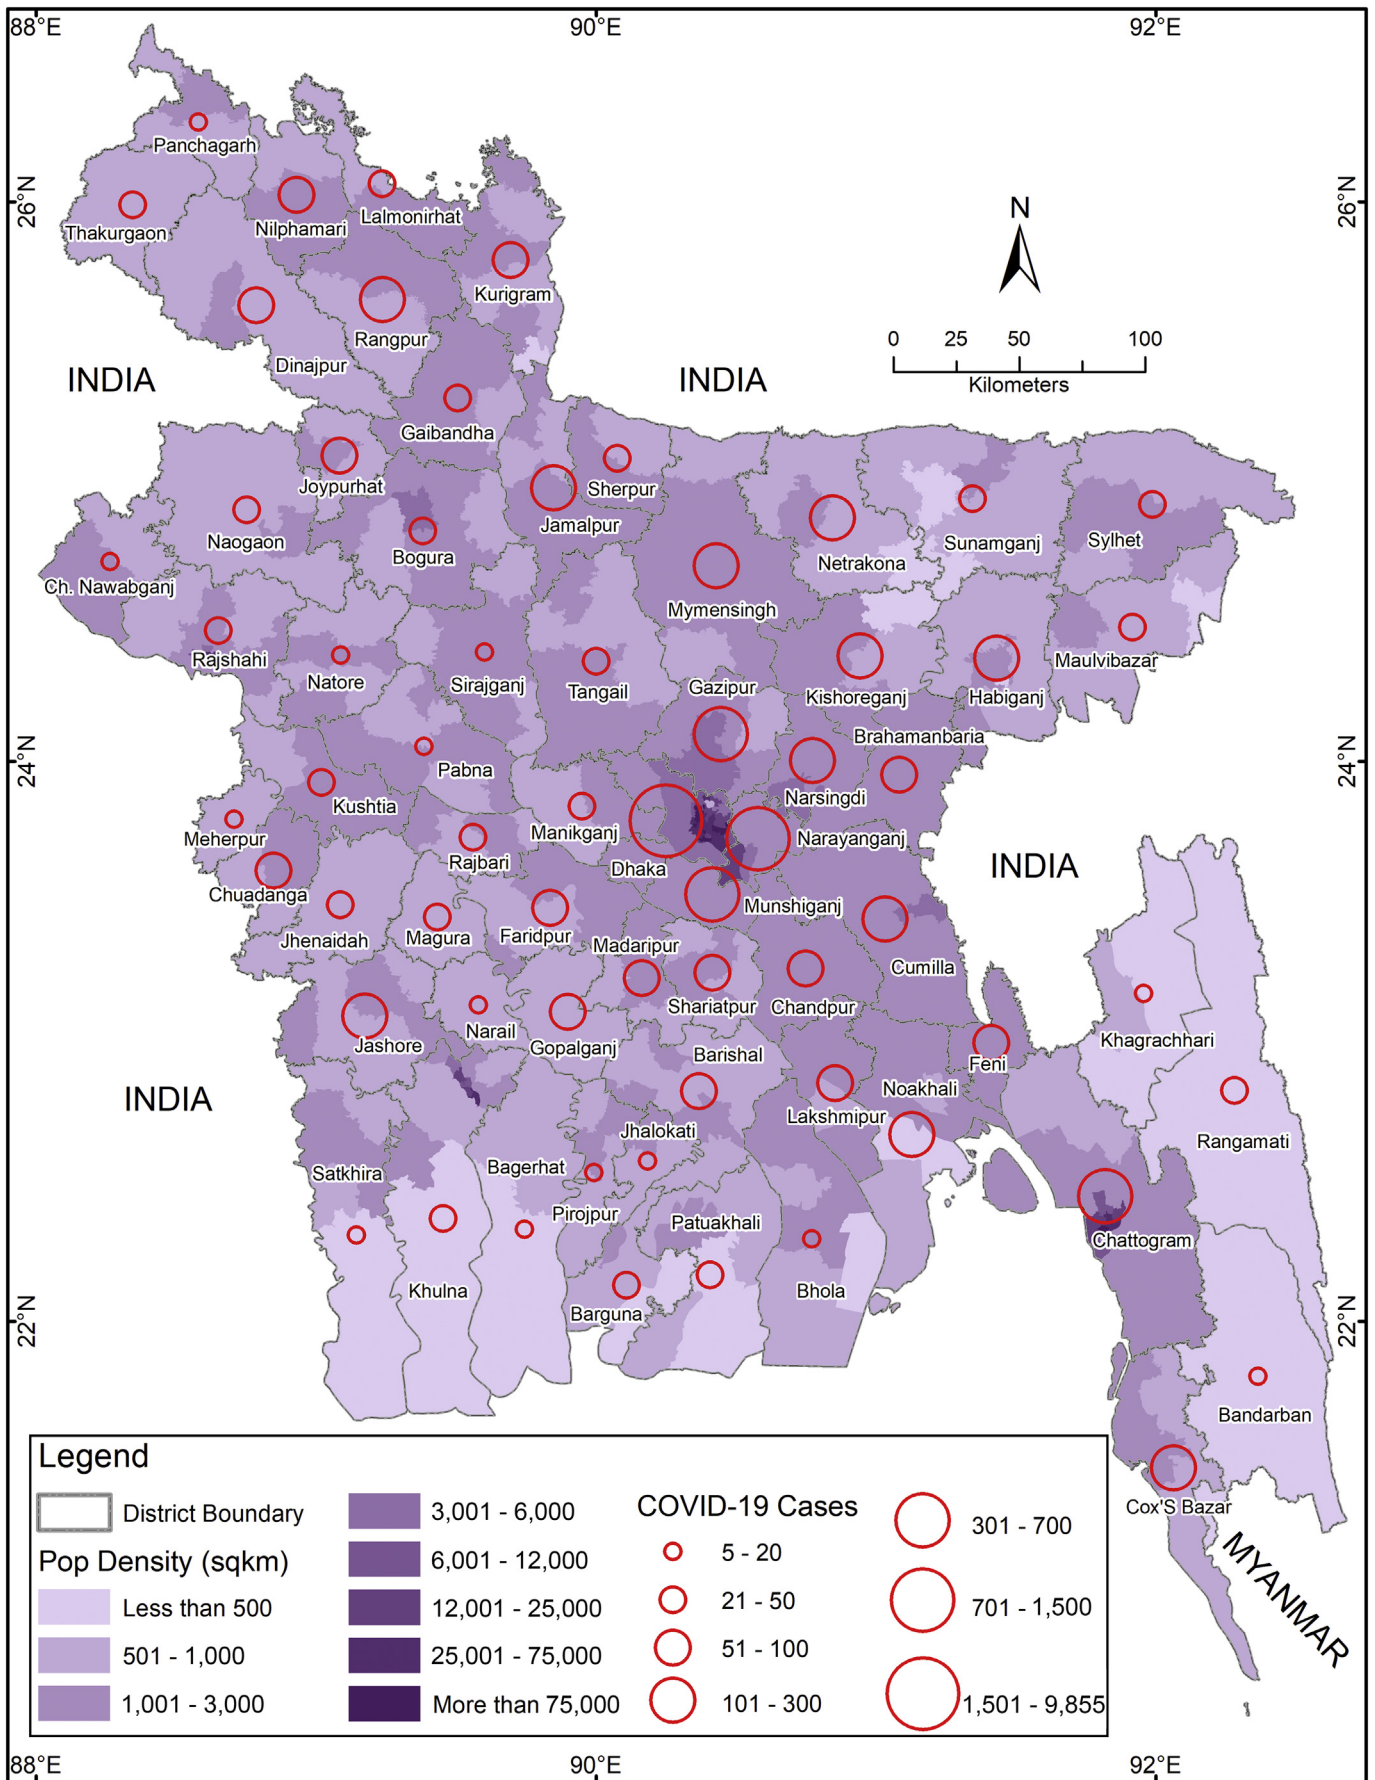 88°E
90°E
92°E
26°N
26°N
24°N
24°N
22°N
22°N
N
0 31 25 50 100
Kilometers
Panchagarh
Thakurgaon
Nilphamari
Lalmonirhat
Kurigram
Rangpur
Dinajpur
INDIA
INDIA
Gaibandha
Joypurhat
Sherpur
Jamalpur
Naogaon
Bogura
Netrakona
Sunamganj
Sylhet
Ch. Nawabganj
Mymensingh
Rajshahi
Natore
Sirajganj
Tangail
Gazipur
Kishoreganj
Habiganj
Maulvibazar
Brahamanbaria
Pabna
Kushtia
Narsingdi
Meherpur
Manikganj
Narayanganj
Rajbari
Dhaka
INDIA
Chuadanga
Munshiganj
Jhenaidah
Magura
Faridpur
Madaripur
Cumilla
Shariatpur
Chandpur
Narail
Jashore
Gopalganj
Khagrachhari
Barishal
Feni
Noakhali
INDIA
Lakshmipur
Jhalokati
Rangamati
Satkhira
Bagerhat
Pirojpur
Patuakhali
Chattogram
Khulna
Barguna
Bhola
Bandarban
Cox'S Bazar
MYANMAR
Legend
District Boundary
Pop Density (sqkm)
Less than 500
501 - 1,000
1,001 - 3,000
3,001 - 6,000
6,001 - 12,000
12,001 - 25,000
25,001 - 75,000
More than 75,000
COVID-19 Cases
5 - 20
21 - 50
51 - 100
101 - 300
301 - 700
701 - 1,500
1,501 - 9,855
88°E
90°E
92°E